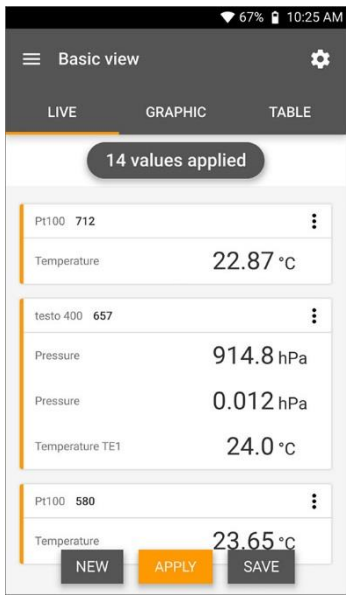 67% 10:25 AM
Basic view
LIVE GRAPHIC TABLE
14 values applied
Pt100 712
Temperature 22.87 °C
testo 400 657
Pressure 914.8 hPa
Pressure 0.012 hPa
Temperature TE1 24.0 °C
Pt100 580
Temperature 23.65 °C
NEW APPLY SAVE